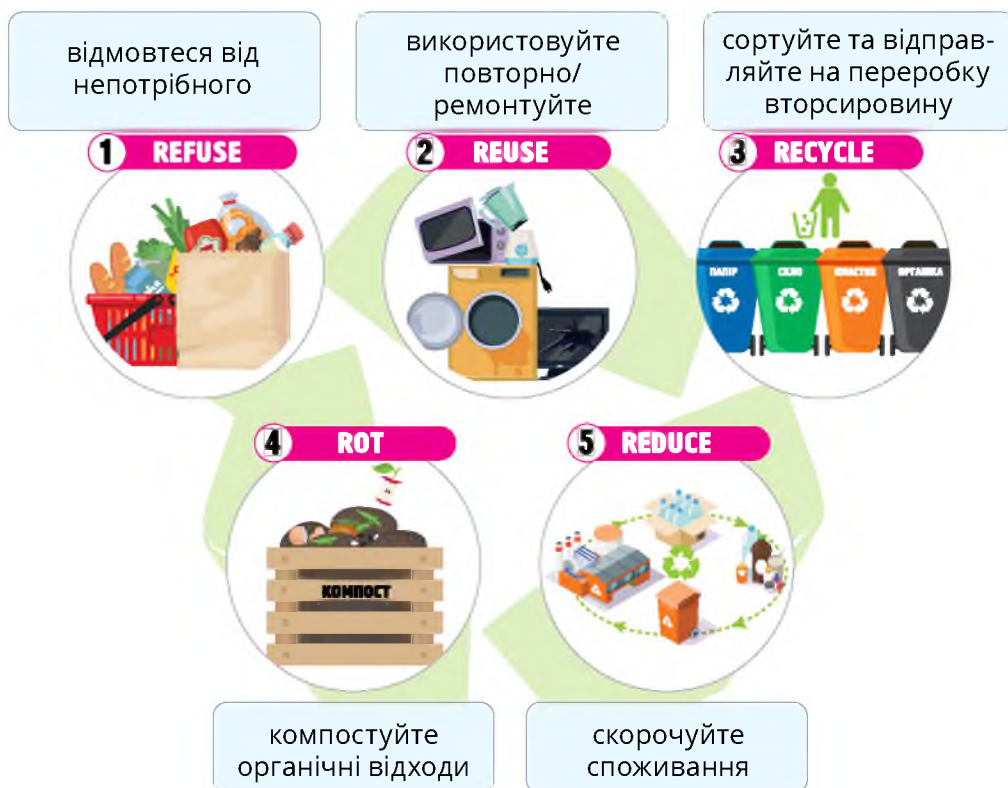 відмовтеся від
непотрібного
використовуйте
повторно/
ремонтуйте
сортуйте та відправ-
ляйте на переробку
вторсировину
1 REFUSE
2 REUSE
3 RECYCLE
ПАПІР
СКЛО
ПЛАСТИК
ОРГАНІКА
4 ROT
5 REDUCE
КОМПОСТ
компостуйте
органічні відходи
скорочуйте
споживання